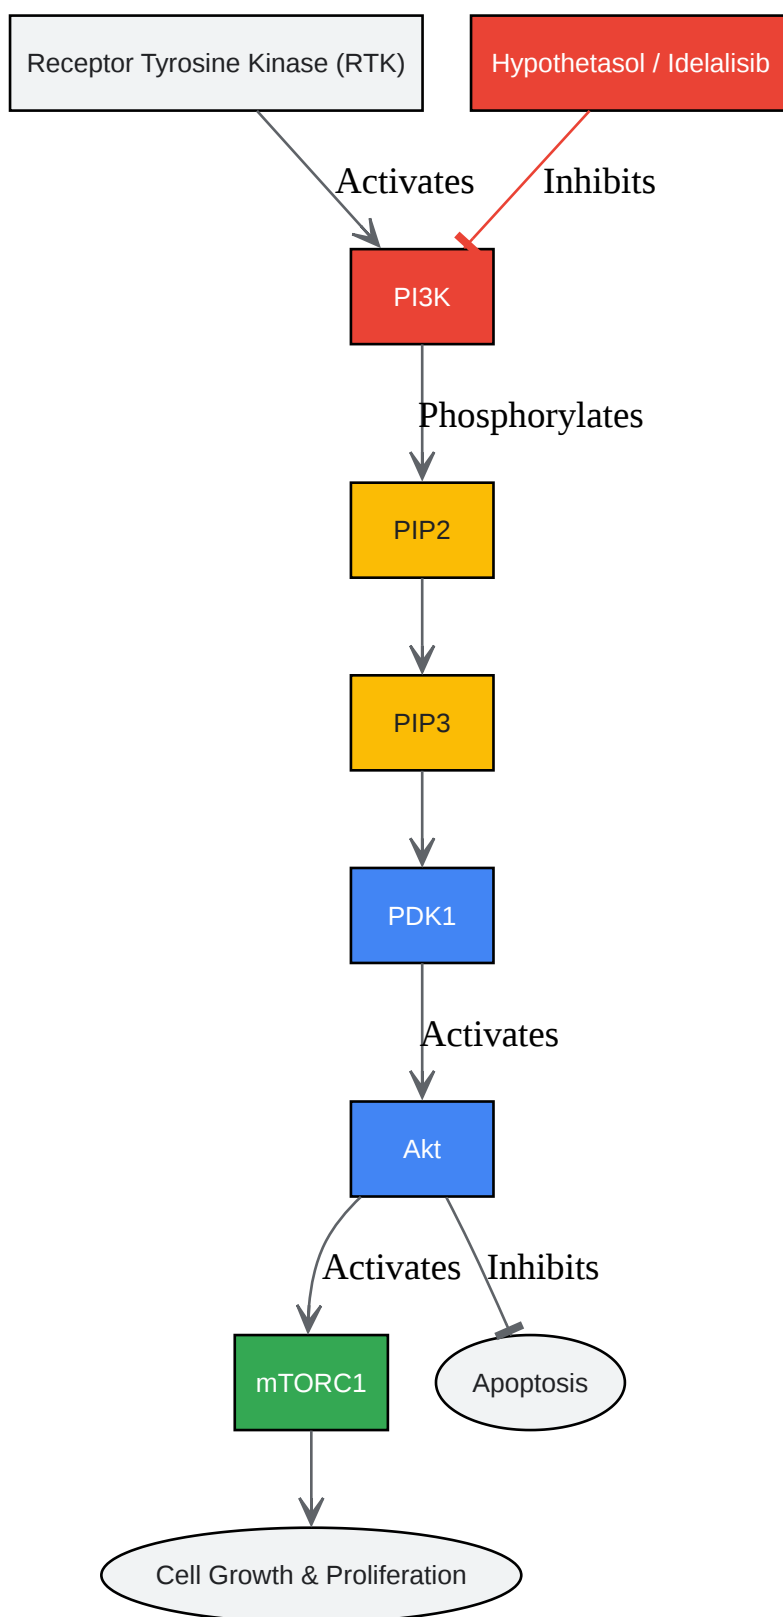 Receptor Tyrosine Kinase (RTK)
Hypothetasol / Idelalisib
Activates
Inhibits
PI3K
Phosphorylates
PIP2
PIP3
PDK1
Activates
Akt
Activates
Inhibits
mTORC1
Apoptosis
Cell Growth & Proliferation